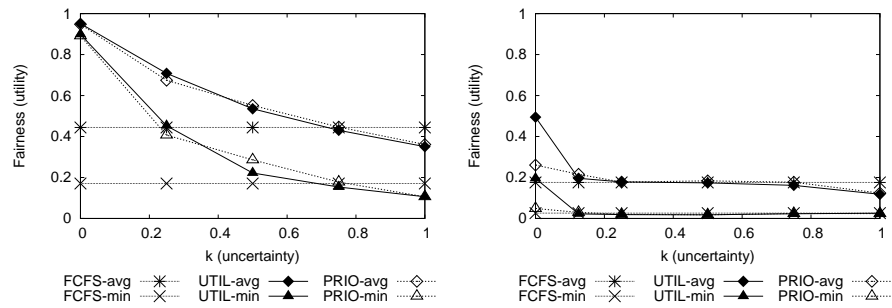 1
0.8
0.6
0.4
0.2
0
Fairness (utility)
0 0.2 0.4 0.6 0.8 1
k (uncertainty)
FCFS-avg UTIL-avg PRIO-avg
FCFS-min UTIL-min PRIO-min
1
0.8
0.6
0.4
0.2
0
Fairness (utility)
0 0.2 0.4 0.6 0.8 1
k (uncertainty)
FCFS-avg UTIL-avg PRIO-avg
FCFS-min UTIL-min PRIO-min